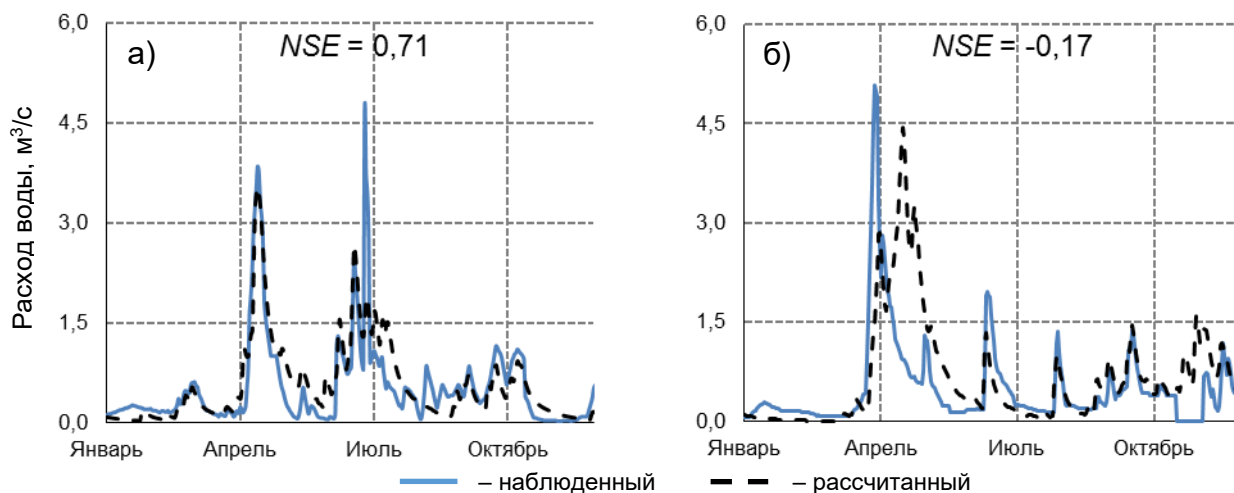 а)
NSE = 0,71
Расход воды, м³/с
6,0
4,5
3,0
1,5
0,0
Январь Апрель Июль Октябрь
б)
NSE = -0,17
6,0
4,5
3,0
1,5
0,0
Январь Апрель Июль Октябрь
– наблюденный – рассчитанный